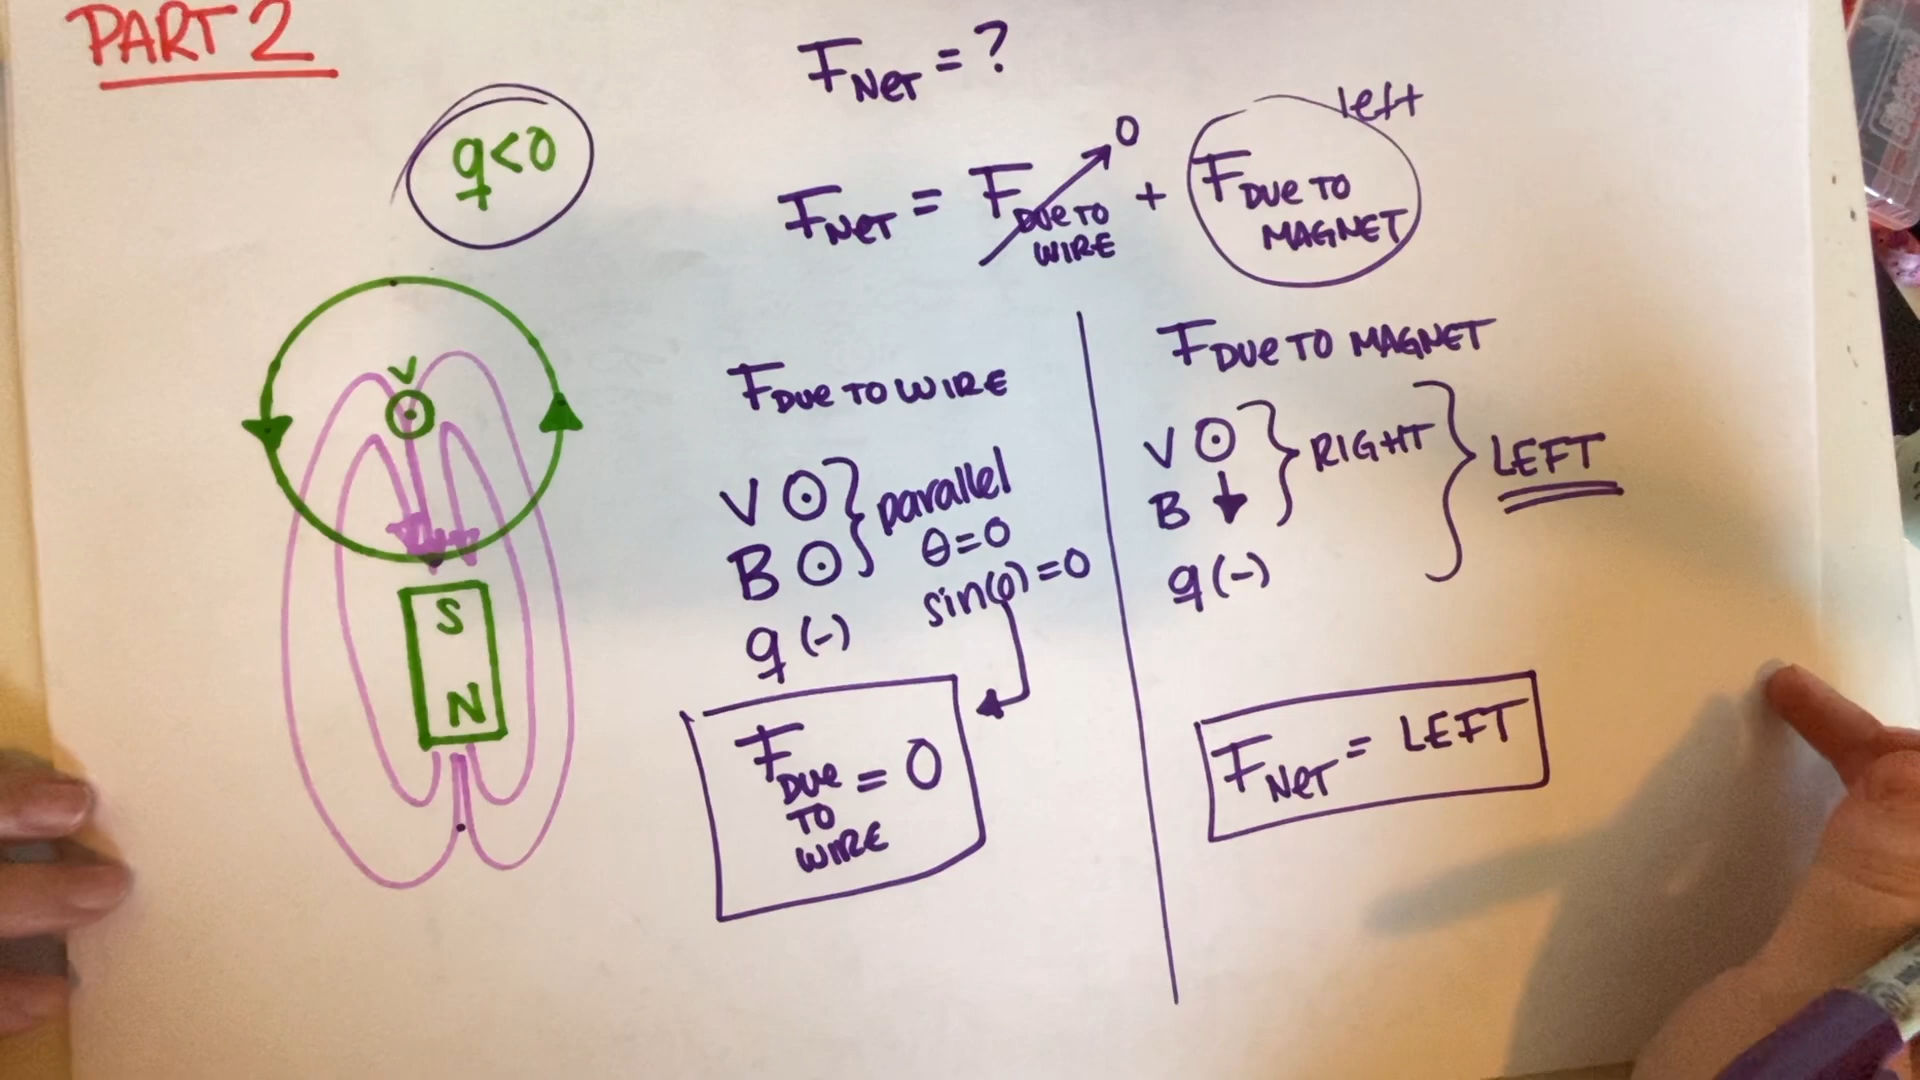 PART 2
F_NET = ?
q<0
F_NET = F_DUE TO WIRE → 0 + F_DUE TO MAGNET left
V
S
N
F_DUE TO WIRE
V ⊙ } parallel
B ⊙
θ=0
sin(φ)=0
q (-)
F_DUE TO WIRE = 0
F_DUE TO MAGNET
V ⊙ } RIGHT } LEFT
B ↓
q (-)
F_NET = LEFT